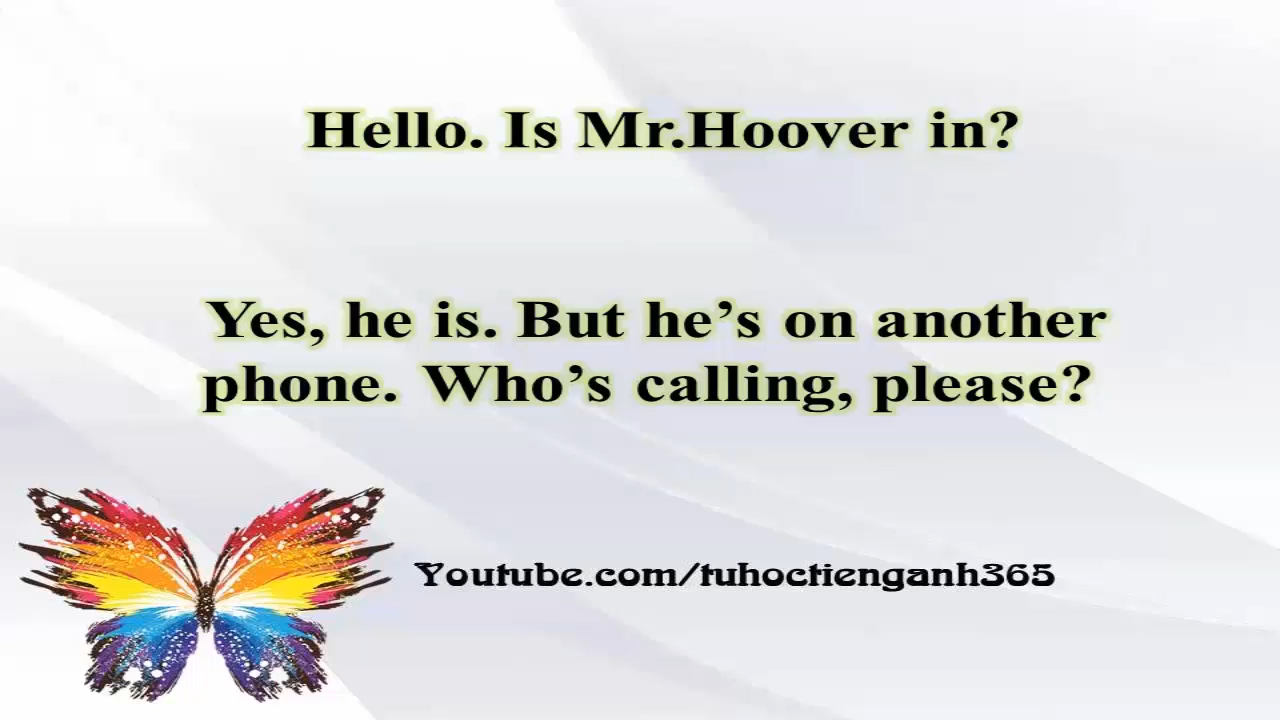 Hello. Is Mr.Hoover in?
Yes, he is. But he’s on another
phone. Who’s calling, please?
Youtube.com/tuhoctienganh365